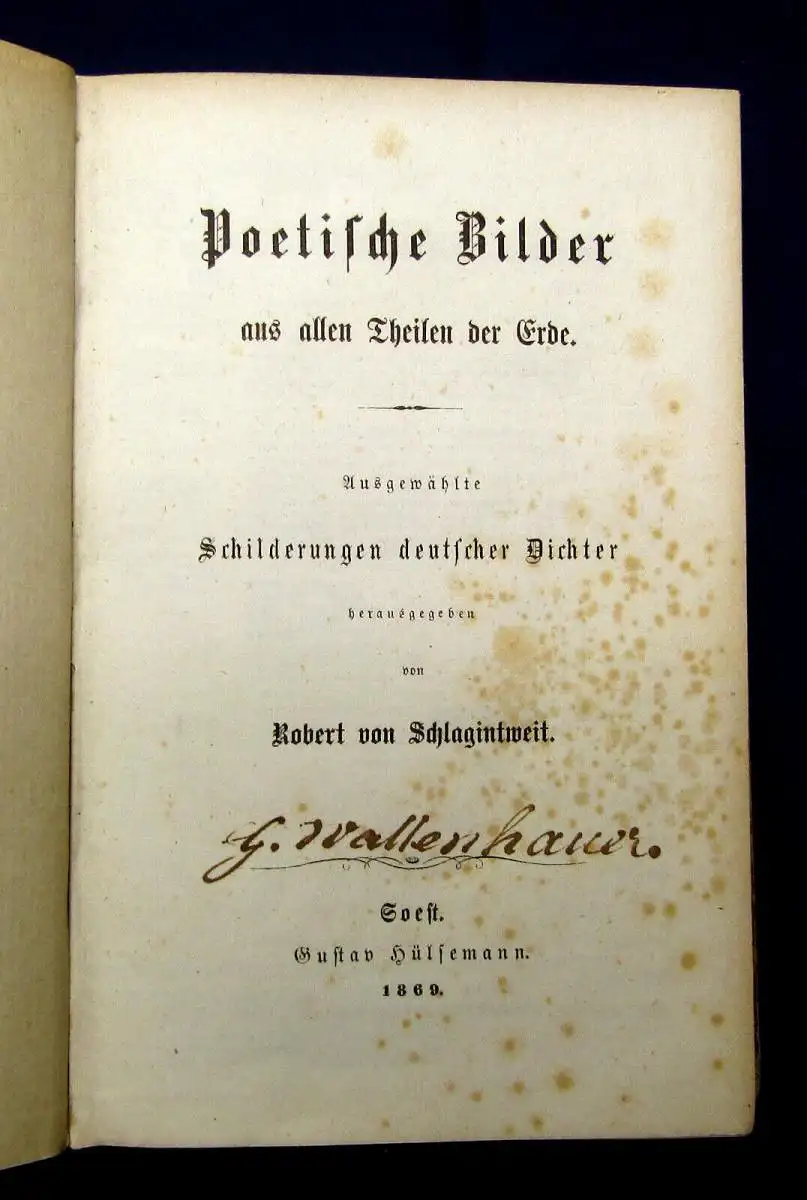 Poetiſche Bilder
aus allen Theilen der Erde.
Ausgewählte
Schilderungen deutſcher Dichter
herausgegeben
von
Robert von Schlagintweit.
G. Wallenhauer.
Soeſt.
Guſtav Hülſemann.
1869.